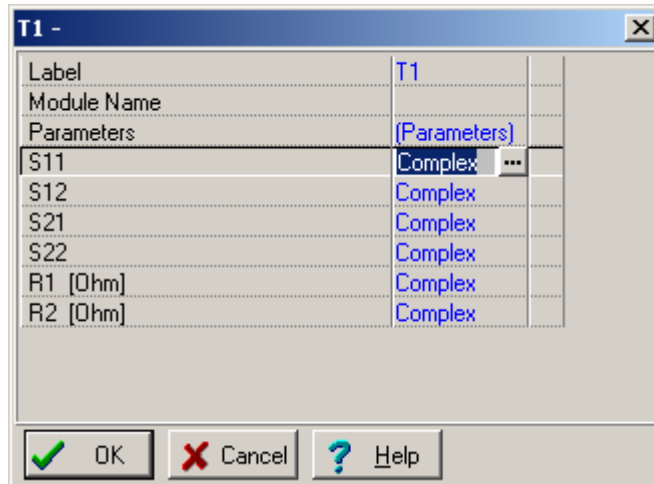 T1 -
Label T1
Module Name
Parameters (Parameters)
S11 Complex ...
S12 Complex
S21 Complex
S22 Complex
R1 [Ohm] Complex
R2 [Ohm] Complex
OK Cancel ? Help